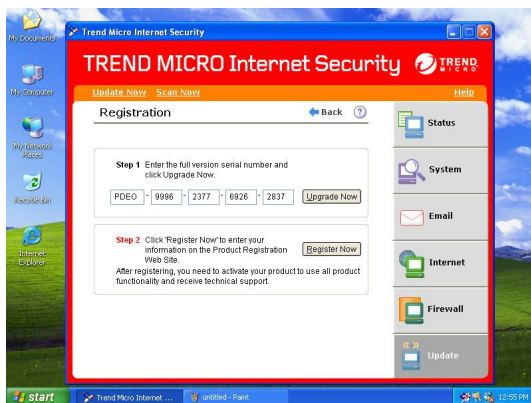 My Documents
My Computer
My Network
Places
Recycle Bin
Internet
Explorer
Trend Micro Internet Security
TREND MICRO Internet Security
TREND
MICRO
Update Now Scan Now Help
Registration
Back ?
Step 1 Enter the full version serial number and
click Upgrade Now.
PDEO - 9996 - 2377 - 6926 - 2837 Upgrade Now
Step 2 Click 'Register Now' to enter your
information on the Product Registration
Web Site.
Register Now
After registering, you need to activate your product to use all product
functionality and receive technical support.
Status
System
Email
Internet
Firewall
Update
start
Trend Micro Internet ...
untitled - Paint
12:55 PM